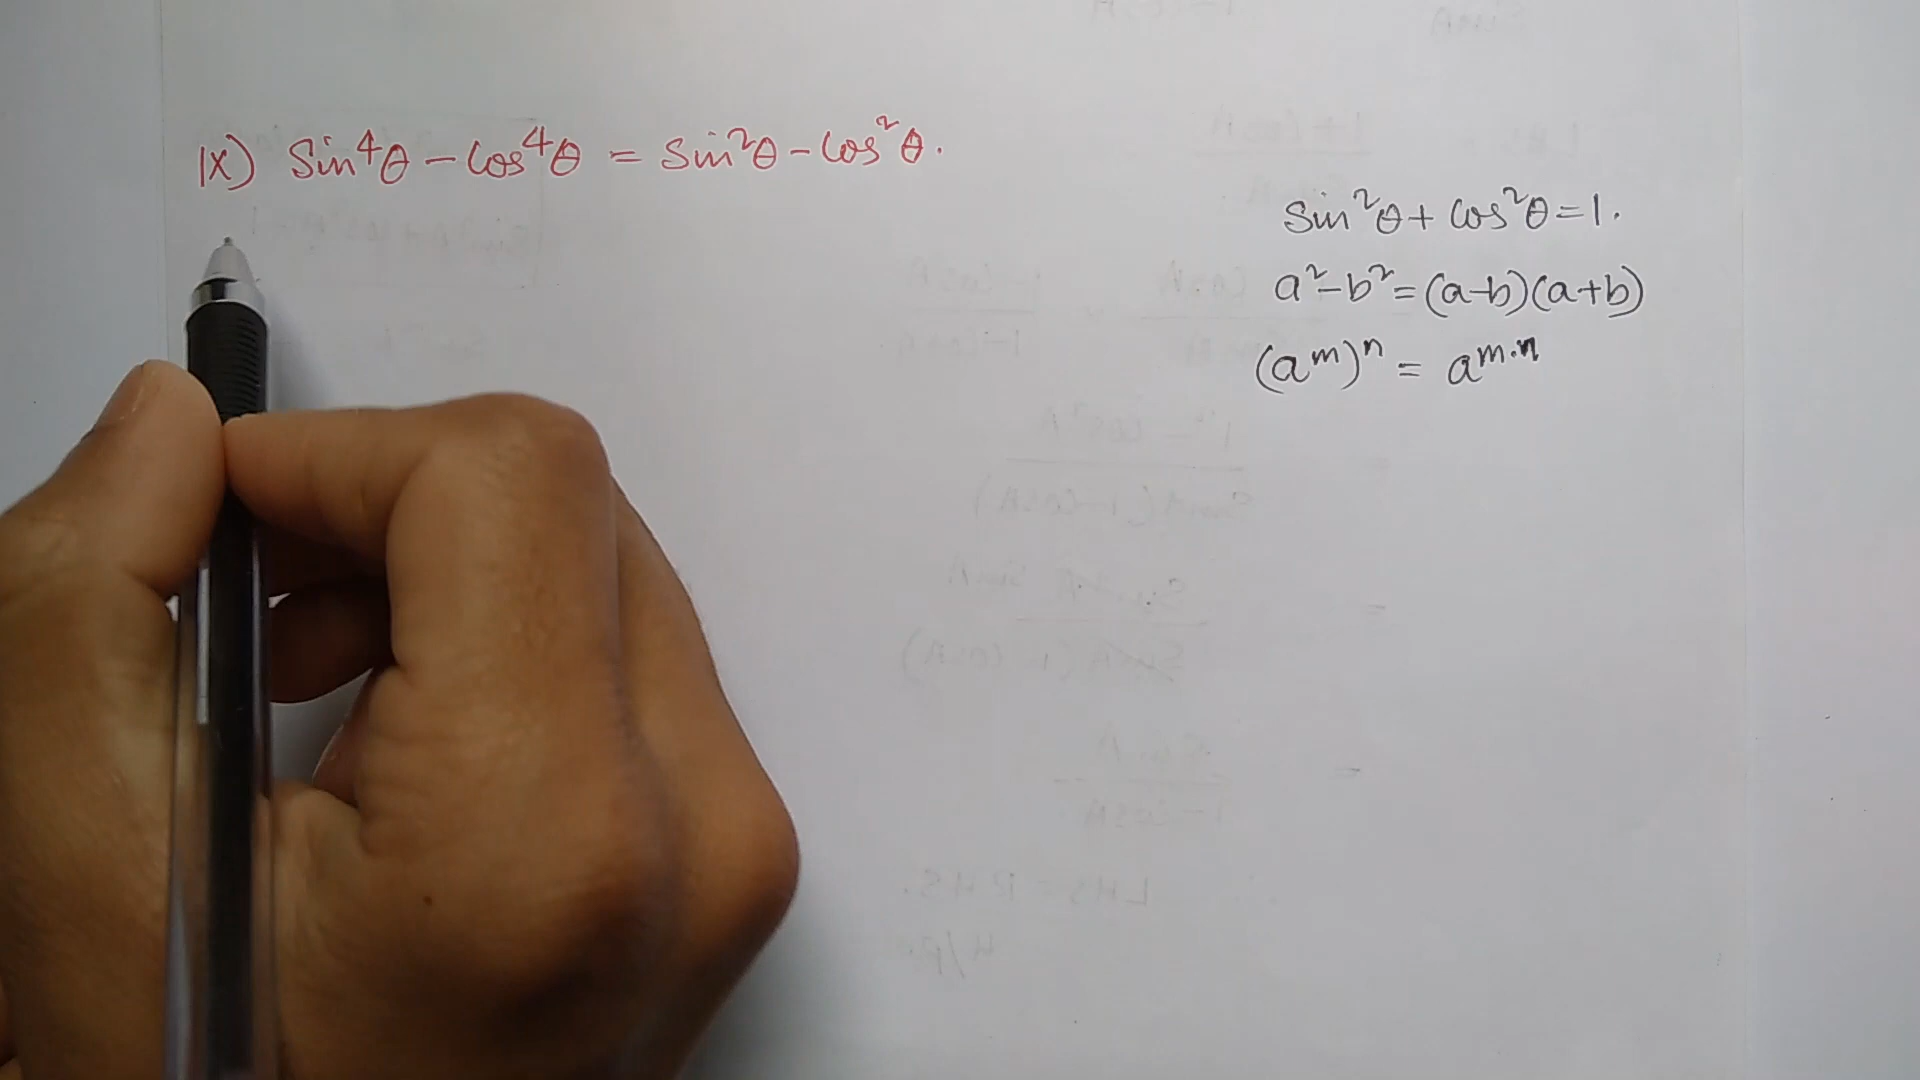 IX) Sin⁴θ – Cos⁴θ = Sin²θ – Cos²θ.
Sin²θ + Cos²θ = 1.
a² – b² = (a–b)(a+b)
(aᵐ)ⁿ = aᵐ·ⁿ